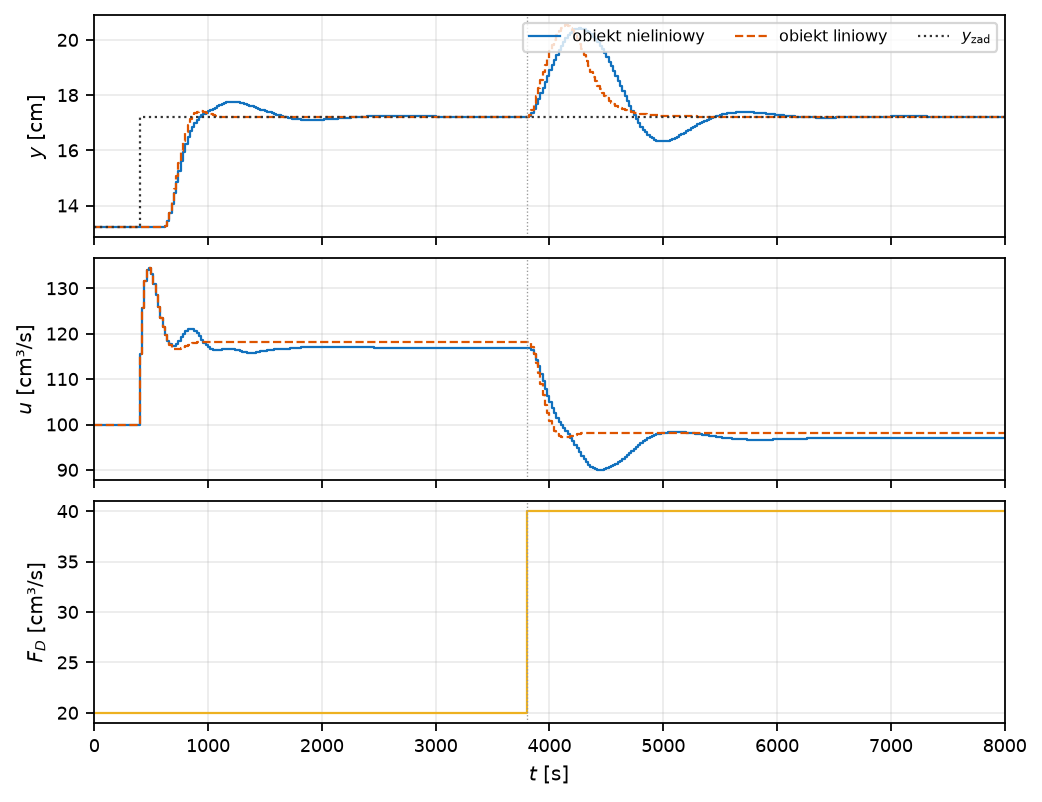 20
18
16
14
y [cm]
obiekt nieliniowy
obiekt liniowy
y_zad
130
120
110
100
90
u [cm³/s]
40
35
30
25
20
F_D [cm³/s]
0 1000 2000 3000 4000 5000 6000 7000 8000
t [s]